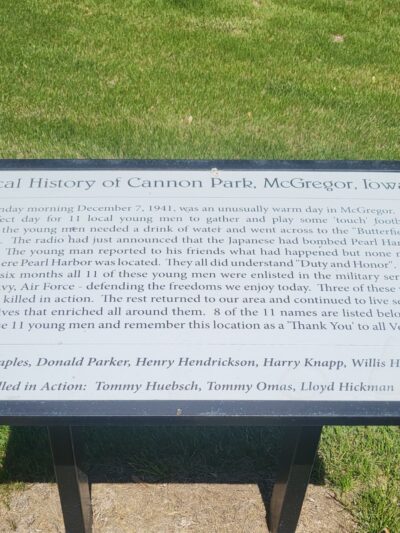 cal History of Cannon Park, McGregor, Iowa
nday morning December 7, 1941, was an unusually warm day in McGregor,
fect day for 11 local young men to gather and play some 'touch' footb
the young men needed a drink of water and went across to the "Butterfi
The radio had just announced that the Japanese had bombed Pearl Har
The young man reported to his friends what had happened but none
ere Pearl Harbor was located. They all did understand "Duty and Honor".
six months all 11 of these young men were enlisted in the military ser
vy, Air Force - defending the freedoms we enjoy today. Three of these
killed in action. The rest returned to our area and continued to live
ives that enriched all around them. 8 of the 11 names are listed belo
e 11 young men and remember this location as a 'Thank You' to all Ve
aples, Donald Parker, Henry Hendrickson, Harry Knapp, Willis H
lled in Action: Tommy Huebsch, Tommy Omas, Lloyd Hickman